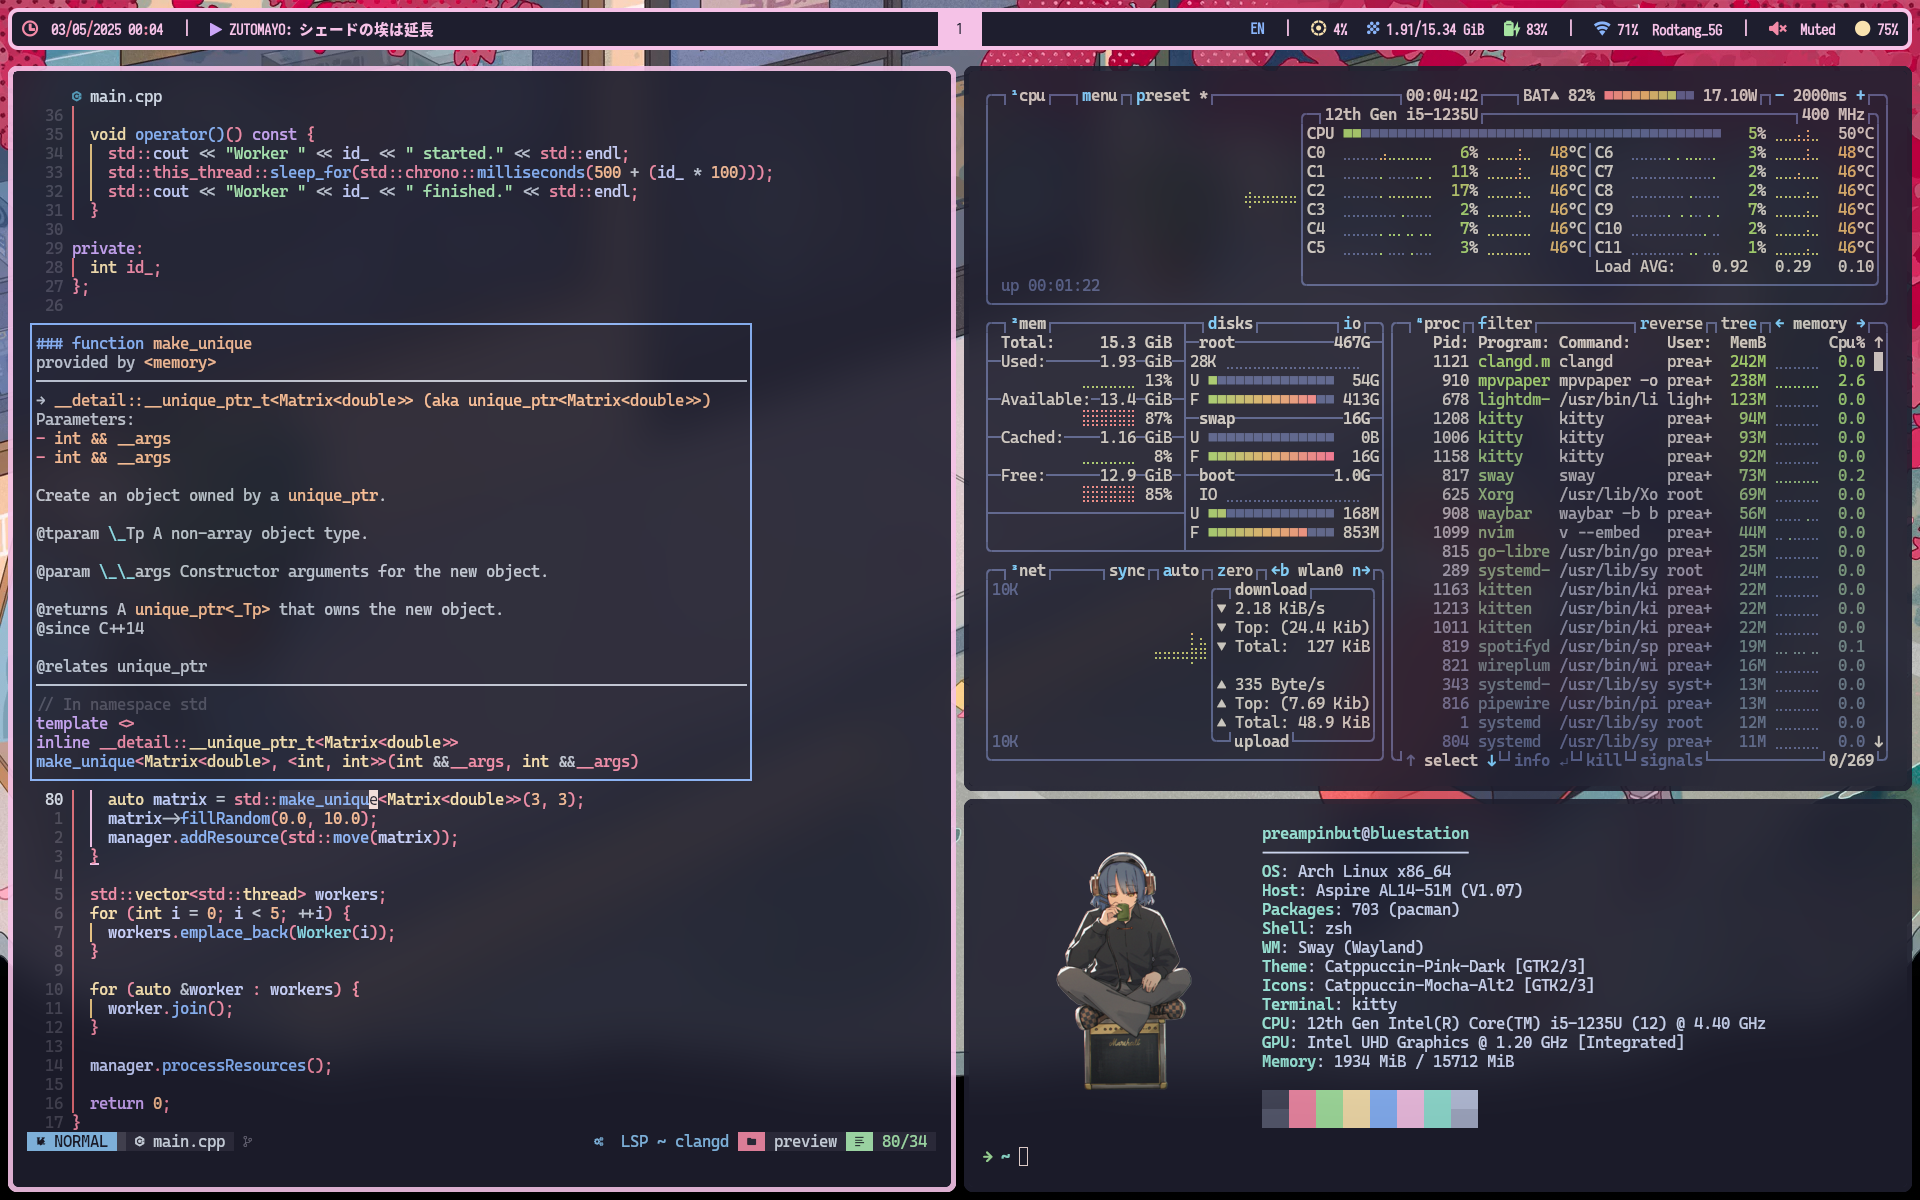 03/05/2025 00:04 | ▶ ZUTOMAYO: シェードの埃は延長
1
EN | 4% 1.91/15.34 GiB 83% | 71% Rodtang_5G | Muted 75%
main.cpp
36
35 void operator()() const {
34 std::cout << "Worker " << id_ << " started." << std::endl;
33 std::this_thread::sleep_for(std::chrono::milliseconds(500 + (id_ * 100)));
32 std::cout << "Worker " << id_ << " finished." << std::endl;
31 }
30
29 private:
28 int id_;
27 };
26
### function make_unique
provided by <memory>
→ __detail::__unique_ptr_t<Matrix<double>> (aka unique_ptr<Matrix<double>>)
Parameters:
- int && __args
- int && __args
Create an object owned by a unique_ptr.
@tparam \_Tp A non-array object type.
@param \_\_args Constructor arguments for the new object.
@returns A unique_ptr<_Tp> that owns the new object.
@since C++14
@relates unique_ptr
// In namespace std
template <>
inline __detail::__unique_ptr_t<Matrix<double>>
make_unique<Matrix<double>, <int, int>>(int &&__args, int &&__args)
80 auto matrix = std::make_unique<Matrix<double>>(3, 3);
1 matrix->fillRandom(0.0, 10.0);
2 manager.addResource(std::move(matrix));
3 }
4
5 std::vector<std::thread> workers;
6 for (int i = 0; i < 5; ++i) {
7 workers.emplace_back(Worker(i));
8 }
9
10 for (auto &worker : workers) {
11 worker.join();
12 }
13
14 manager.processResources();
15
16 return 0;
17 }
NORMAL main.cpp LSP ~ clangd preview 80/34
¹cpu menu preset * 00:04:42 BAT▲ 82% 17.10W - 2000ms +
12th Gen i5-1235U 400 MHz
CPU 5% 50°C
C0 6% 48°C C6 3% 48°C
C1 11% 48°C C7 2% 46°C
C2 17% 46°C C8 2% 46°C
C3 2% 46°C C9 7% 46°C
C4 7% 46°C C10 2% 46°C
C5 3% 46°C C11 1% 46°C
Load AVG: 0.92 0.29 0.10
up 00:01:22
²mem disks io
Total: 15.3 GiB root 467G
Used: 1.93 GiB 28K
13% U 54G
Available: 13.4 GiB F 413G
87% swap 16G
Cached: 1.16 GiB U 0B
8% F 16G
Free: 12.9 GiB boot 1.0G
85% IO
U 168M
F 853M
³net sync auto zero ←b wlan0 n→
10K download
▼ 2.18 KiB/s
▼ Top: (24.4 Kib)
▼ Total: 127 KiB
▲ 335 Byte/s
▲ Top: (7.69 Kib)
▲ Total: 48.9 KiB
10K upload
⁴proc filter reverse tree ← memory →
Pid: Program: Command: User: MemB Cpu% ↑
1121 clangd.m clangd prea+ 242M 0.0
910 mpvpaper mpvpaper -o prea+ 238M 2.6
678 lightdm- /usr/bin/li ligh+ 123M 0.0
1208 kitty kitty prea+ 94M 0.0
1006 kitty kitty prea+ 93M 0.0
1158 kitty kitty prea+ 92M 0.0
817 sway sway prea+ 73M 0.2
625 Xorg /usr/lib/Xo root 69M 0.0
908 waybar waybar -b b prea+ 56M 0.0
1099 nvim v --embed prea+ 44M 0.0
815 go-libre /usr/bin/go prea+ 25M 0.0
289 systemd- /usr/lib/sy root 24M 0.0
1163 kitten /usr/bin/ki prea+ 22M 0.0
1213 kitten /usr/bin/ki prea+ 22M 0.0
1011 kitten /usr/bin/ki prea+ 22M 0.0
819 spotifyd /usr/bin/sp prea+ 19M 0.1
821 wireplum /usr/bin/wi prea+ 16M 0.0
343 systemd- /usr/lib/sy syst+ 13M 0.0
816 pipewire /usr/bin/pi prea+ 13M 0.0
1 systemd /usr/lib/sy root 12M 0.0
804 systemd /usr/lib/sy prea+ 11M 0.0 ↓
↑ select ↓ info ↲ kill signals 0/269
preampinbut@bluestation
OS: Arch Linux x86_64
Host: Aspire AL14-51M (V1.07)
Packages: 703 (pacman)
Shell: zsh
WM: Sway (Wayland)
Theme: Catppuccin-Pink-Dark [GTK2/3]
Icons: Catppuccin-Mocha-Alt2 [GTK2/3]
Terminal: kitty
CPU: 12th Gen Intel(R) Core(TM) i5-1235U (12) @ 4.40 GHz
GPU: Intel UHD Graphics @ 1.20 GHz [Integrated]
Memory: 1934 MiB / 15712 MiB
Marshall
→ ~